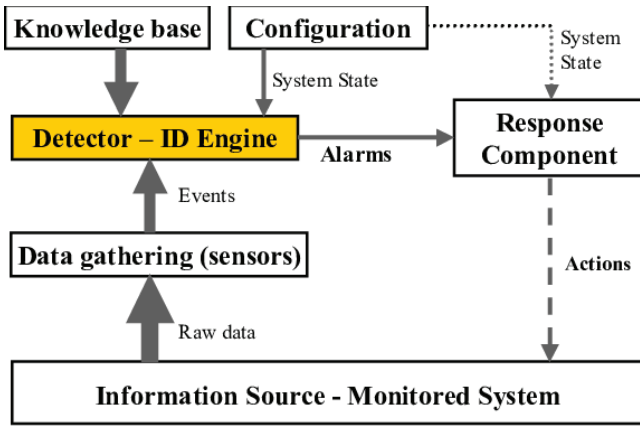 Knowledge base
Configuration
System
State
System State
Detector – ID Engine
Alarms
Response
Component
Events
Data gathering (sensors)
Actions
Raw data
Information Source - Monitored System